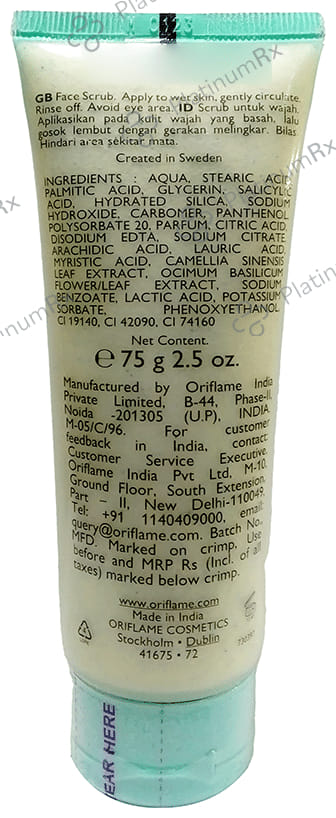 GB Face Scrub. Apply to wet skin, gently circulate.
Rinse off. Avoid eye area. ID Scrub untuk wajah.
Aplikasikan pada kulit wajah yang basah, lalu
gosok lembut dengan gerakan melingkar. Bilas.
Hindari area sekitar mata.
Created in Sweden
INGREDIENTS : AQUA, STEARIC ACID,
PALMITIC ACID, GLYCERIN, SALICYLIC
ACID, HYDRATED SILICA, SODIUM
HYDROXIDE, CARBOMER, PANTHENOL,
POLYSORBATE 20, PARFUM, CITRIC ACID,
DISODIUM EDTA, SODIUM CITRATE,
ARACHIDIC ACID, LAURIC ACID,
MYRISTIC ACID, CAMELLIA SINENSIS
LEAF EXTRACT, OCIMUM BASILICUM
FLOWER/LEAF EXTRACT, SODIUM
BENZOATE, LACTIC ACID, POTASSIUM
SORBATE, PHENOXYETHANOL,
CI 19140, CI 42090, CI 74160
Net Content.
℮ 75 g 2.5 oz.
Manufactured by Oriflame India
Private Limited, B-44, Phase-II,
Noida -201305 (U.P), INDIA.
M-05/C/96. For customer
feedback in India, contact:
Customer Service Executive,
Oriflame India Pvt Ltd, M-10,
Ground Floor, South Extension,
Part – II, New Delhi-110049,
Tel: +91 1140409000, email:
query@oriflame.com. Batch No.,
MFD, Marked on crimp, Use
before and MRP Rs (Incl. of all
taxes) marked below crimp.
www.oriflame.com
Made in India
ORIFLAME COSMETICS
Stockholm • Dublin
41675 • 72
EAR HERE
PlatinumRx